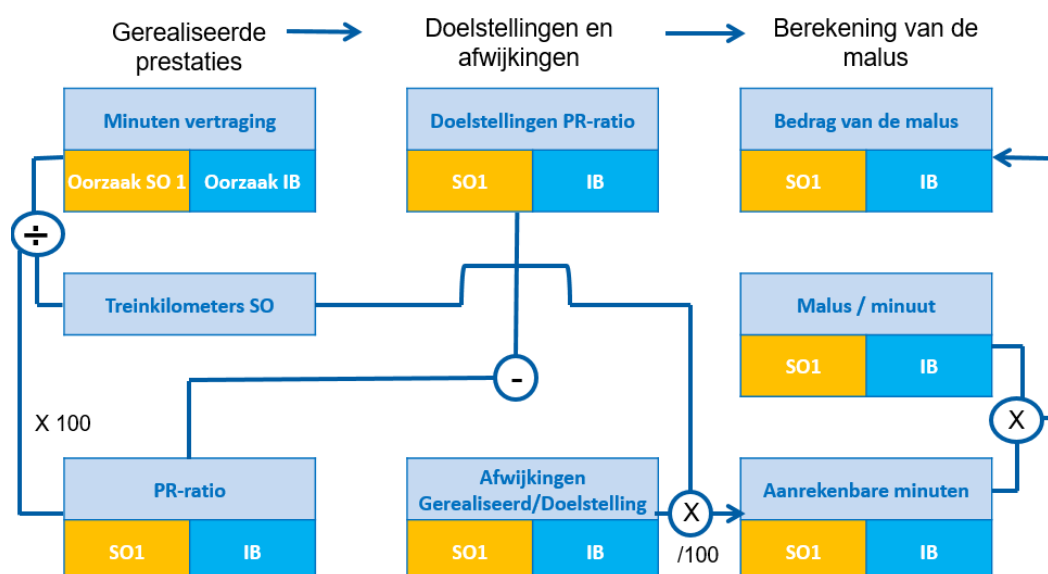 Gerealiseerde
prestaties
Doelstellingen en
afwijkingen
Berekening van de
malus
Minuten vertraging
Oorzaak SO 1
Oorzaak IB
Doelstellingen PR-ratio
SO1
IB
Bedrag van de malus
SO1
IB
÷
Treinkilometers SO
Malus / minuut
SO1
IB
-
X 100
X
PR-ratio
SO1
IB
Afwijkingen
Gerealiseerd/Doelstelling
SO1
IB
X
/100
Aanrekenbare minuten
SO1
IB